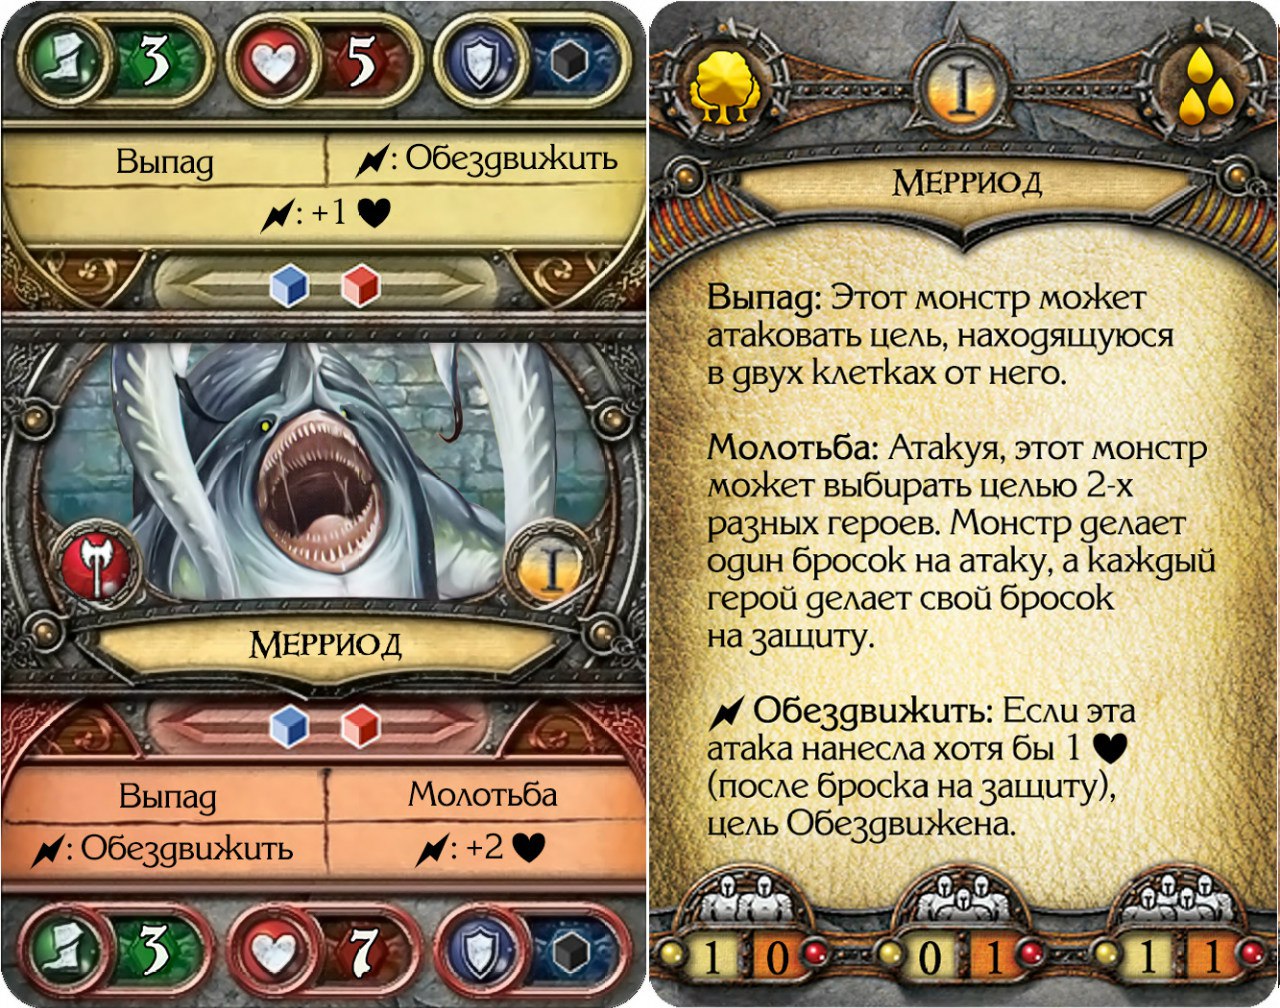 3 5
Выпад : Обездвижить
: +1
I
Мерриод
Выпад Молотьба
: Обездвижить : +2
3 7
I
Мерриод
Выпад: Этот монстр может
атаковать цель, находящуюся
в двух клетках от него.
Молотьба: Атакуя, этот монстр
может выбирать целью 2-х
разных героев. Монстр делает
один бросок на атаку, а каждый
герой делает свой бросок
на защиту.
Обездвижить: Если эта
атака нанесла хотя бы 1
(после броска на защиту),
цель Обездвижена.
1 0 0 1 1 1